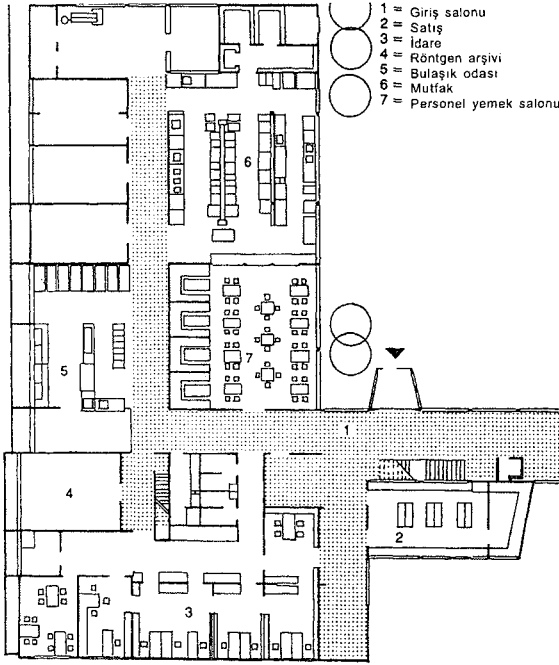 1 = Giriş salonu
2 = Satış
3 = İdare
4 = Röntgen arşivi
5 = Bulaşık odası
6 = Mutfak
7 = Personel yemek salonu
6
7
5
1
4
2
3